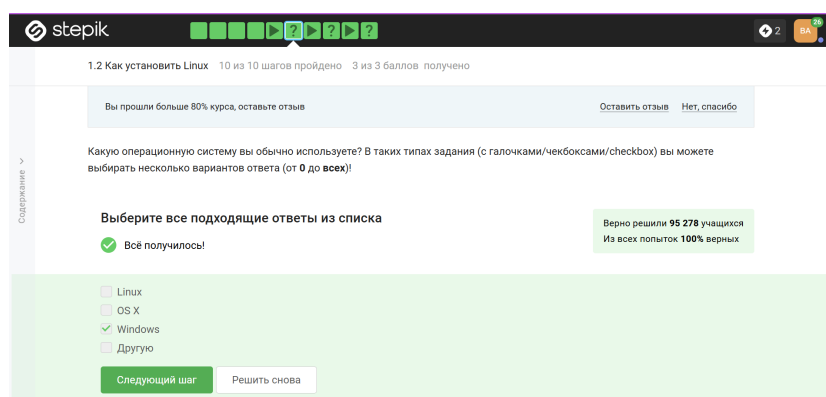 stepik
? ?
2
ВА
26
1.2 Как установить Linux 10 из 10 шагов пройдено 3 из 3 баллов получено
Вы прошли больше 80% курса, оставьте отзыв
Оставить отзыв Нет, спасибо
Содержание
Какую операционную систему вы обычно используете? В таких типах задания (с галочками/чекбоксами/checkbox) вы можете
выбирать несколько вариантов ответа (от 0 до всех)!
Выберите все подходящие ответы из списка
Всё получилось!
Верно решили 95 278 учащихся
Из всех попыток 100% верных
Linux
OS X
Windows
Другую
Следующий шаг Решить снова